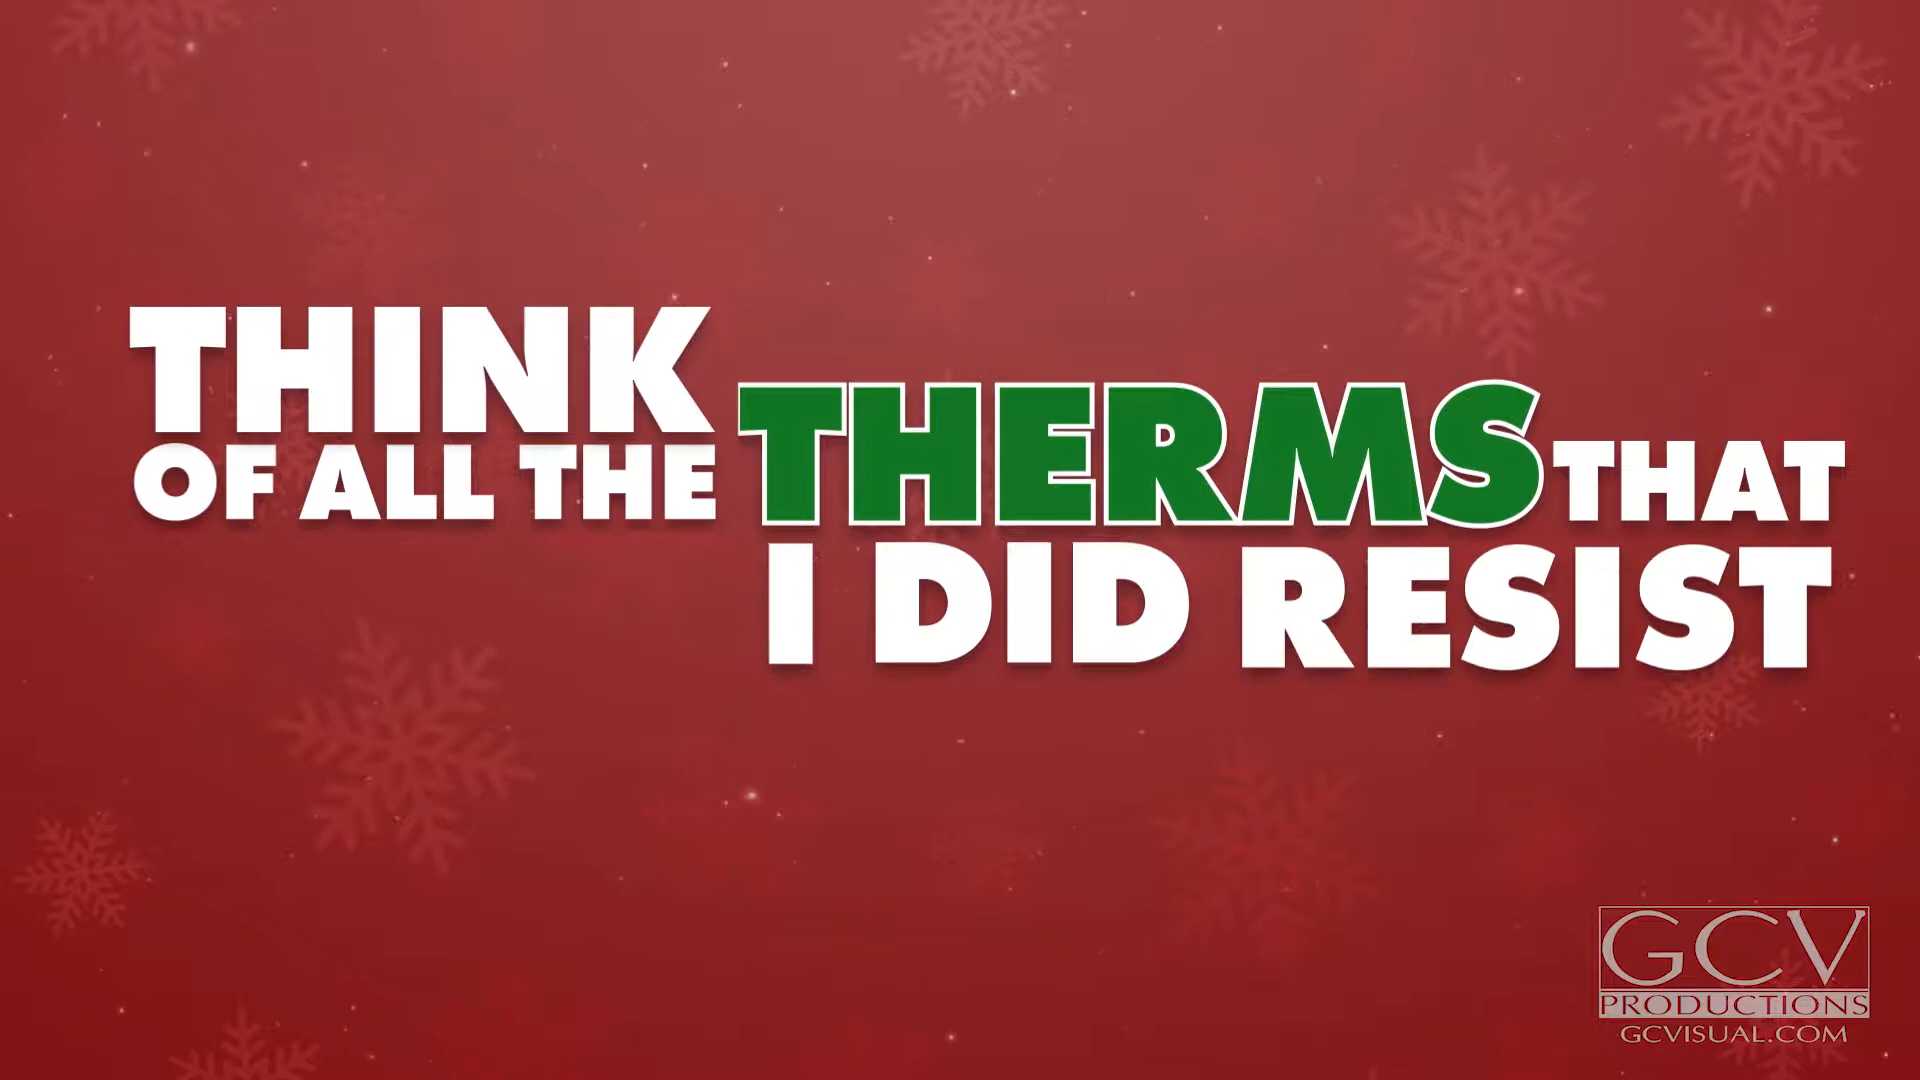 THINK
OF ALL THE THERMS THAT
I DID RESIST
GCV
PRODUCTIONS
GCVISUAL.COM